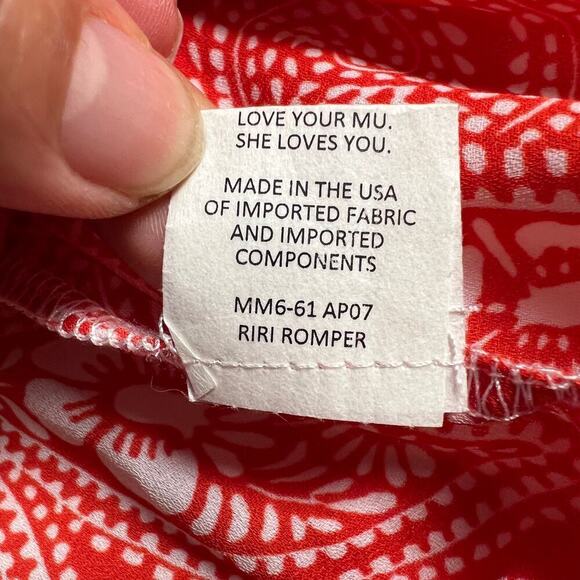 LOVE YOUR MU.
SHE LOVES YOU.
MADE IN THE USA
OF IMPORTED FABRIC
AND IMPORTED
COMPONENTS
MM6-61 AP07
RIRI ROMPER